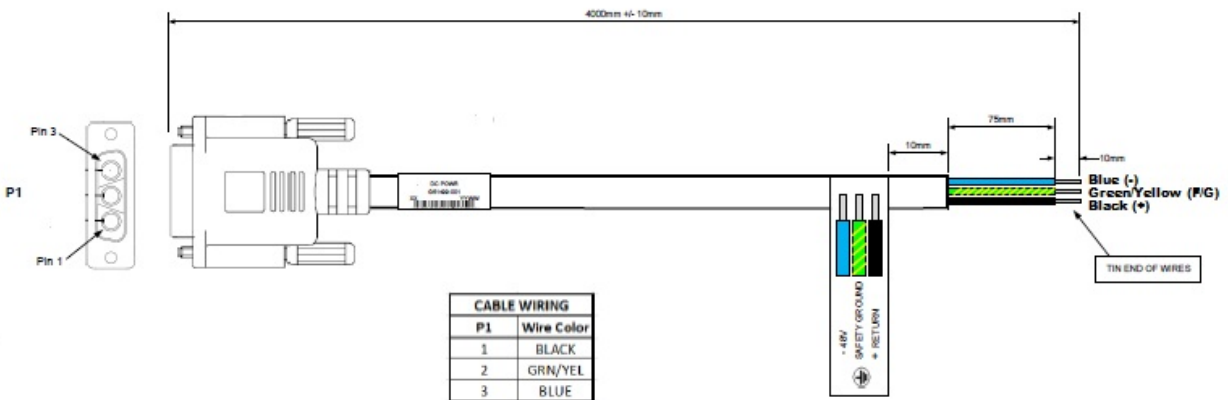 4000mm +/- 10mm
75mm
10mm
10mm
Pin 3
P1
Pin 1
DC POWR
Blue (-)
Green/Yellow (F/G)
Black (+)
TIN END OF WIRES
- 48V
SAFETY GROUND
+ RETURN
CABLE WIRING
P1 Wire Color
1 BLACK
2 GRN/YEL
3 BLUE